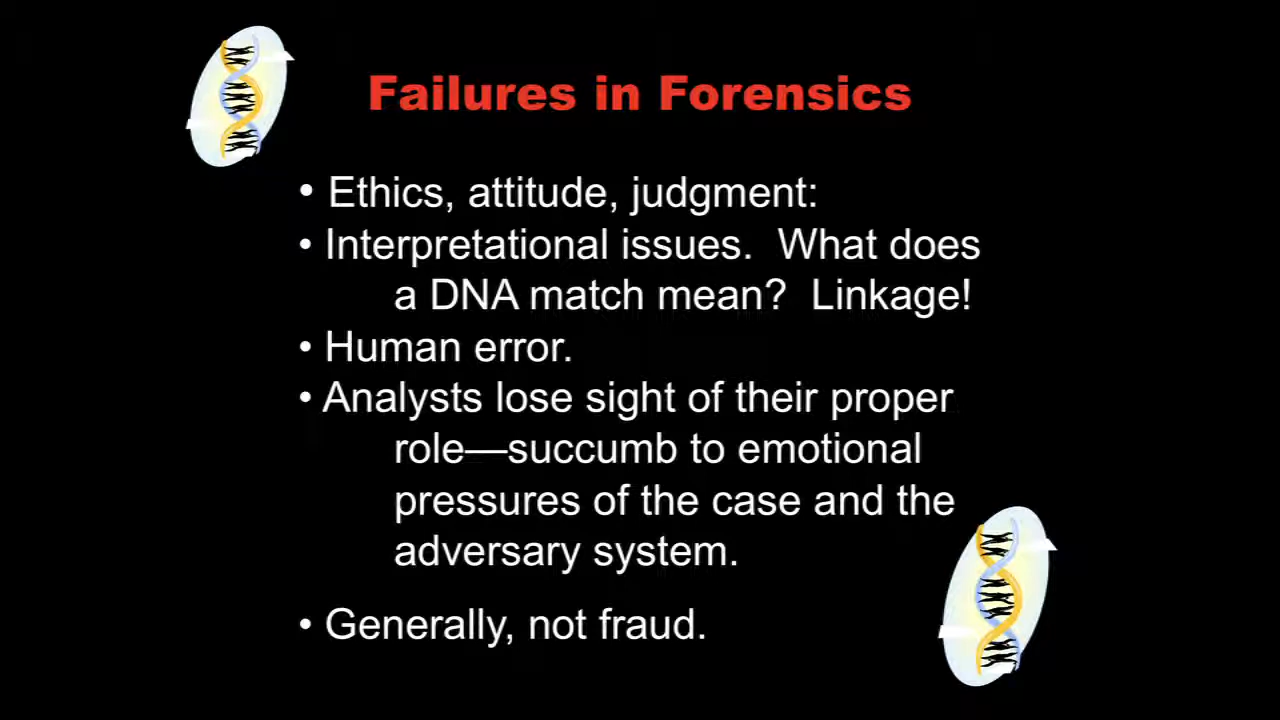 Failures in Forensics
• Ethics, attitude, judgment:
• Interpretational issues.  What does
a DNA match mean?  Linkage!
• Human error.
• Analysts lose sight of their proper
role—succumb to emotional
pressures of the case and the
adversary system.
• Generally, not fraud.